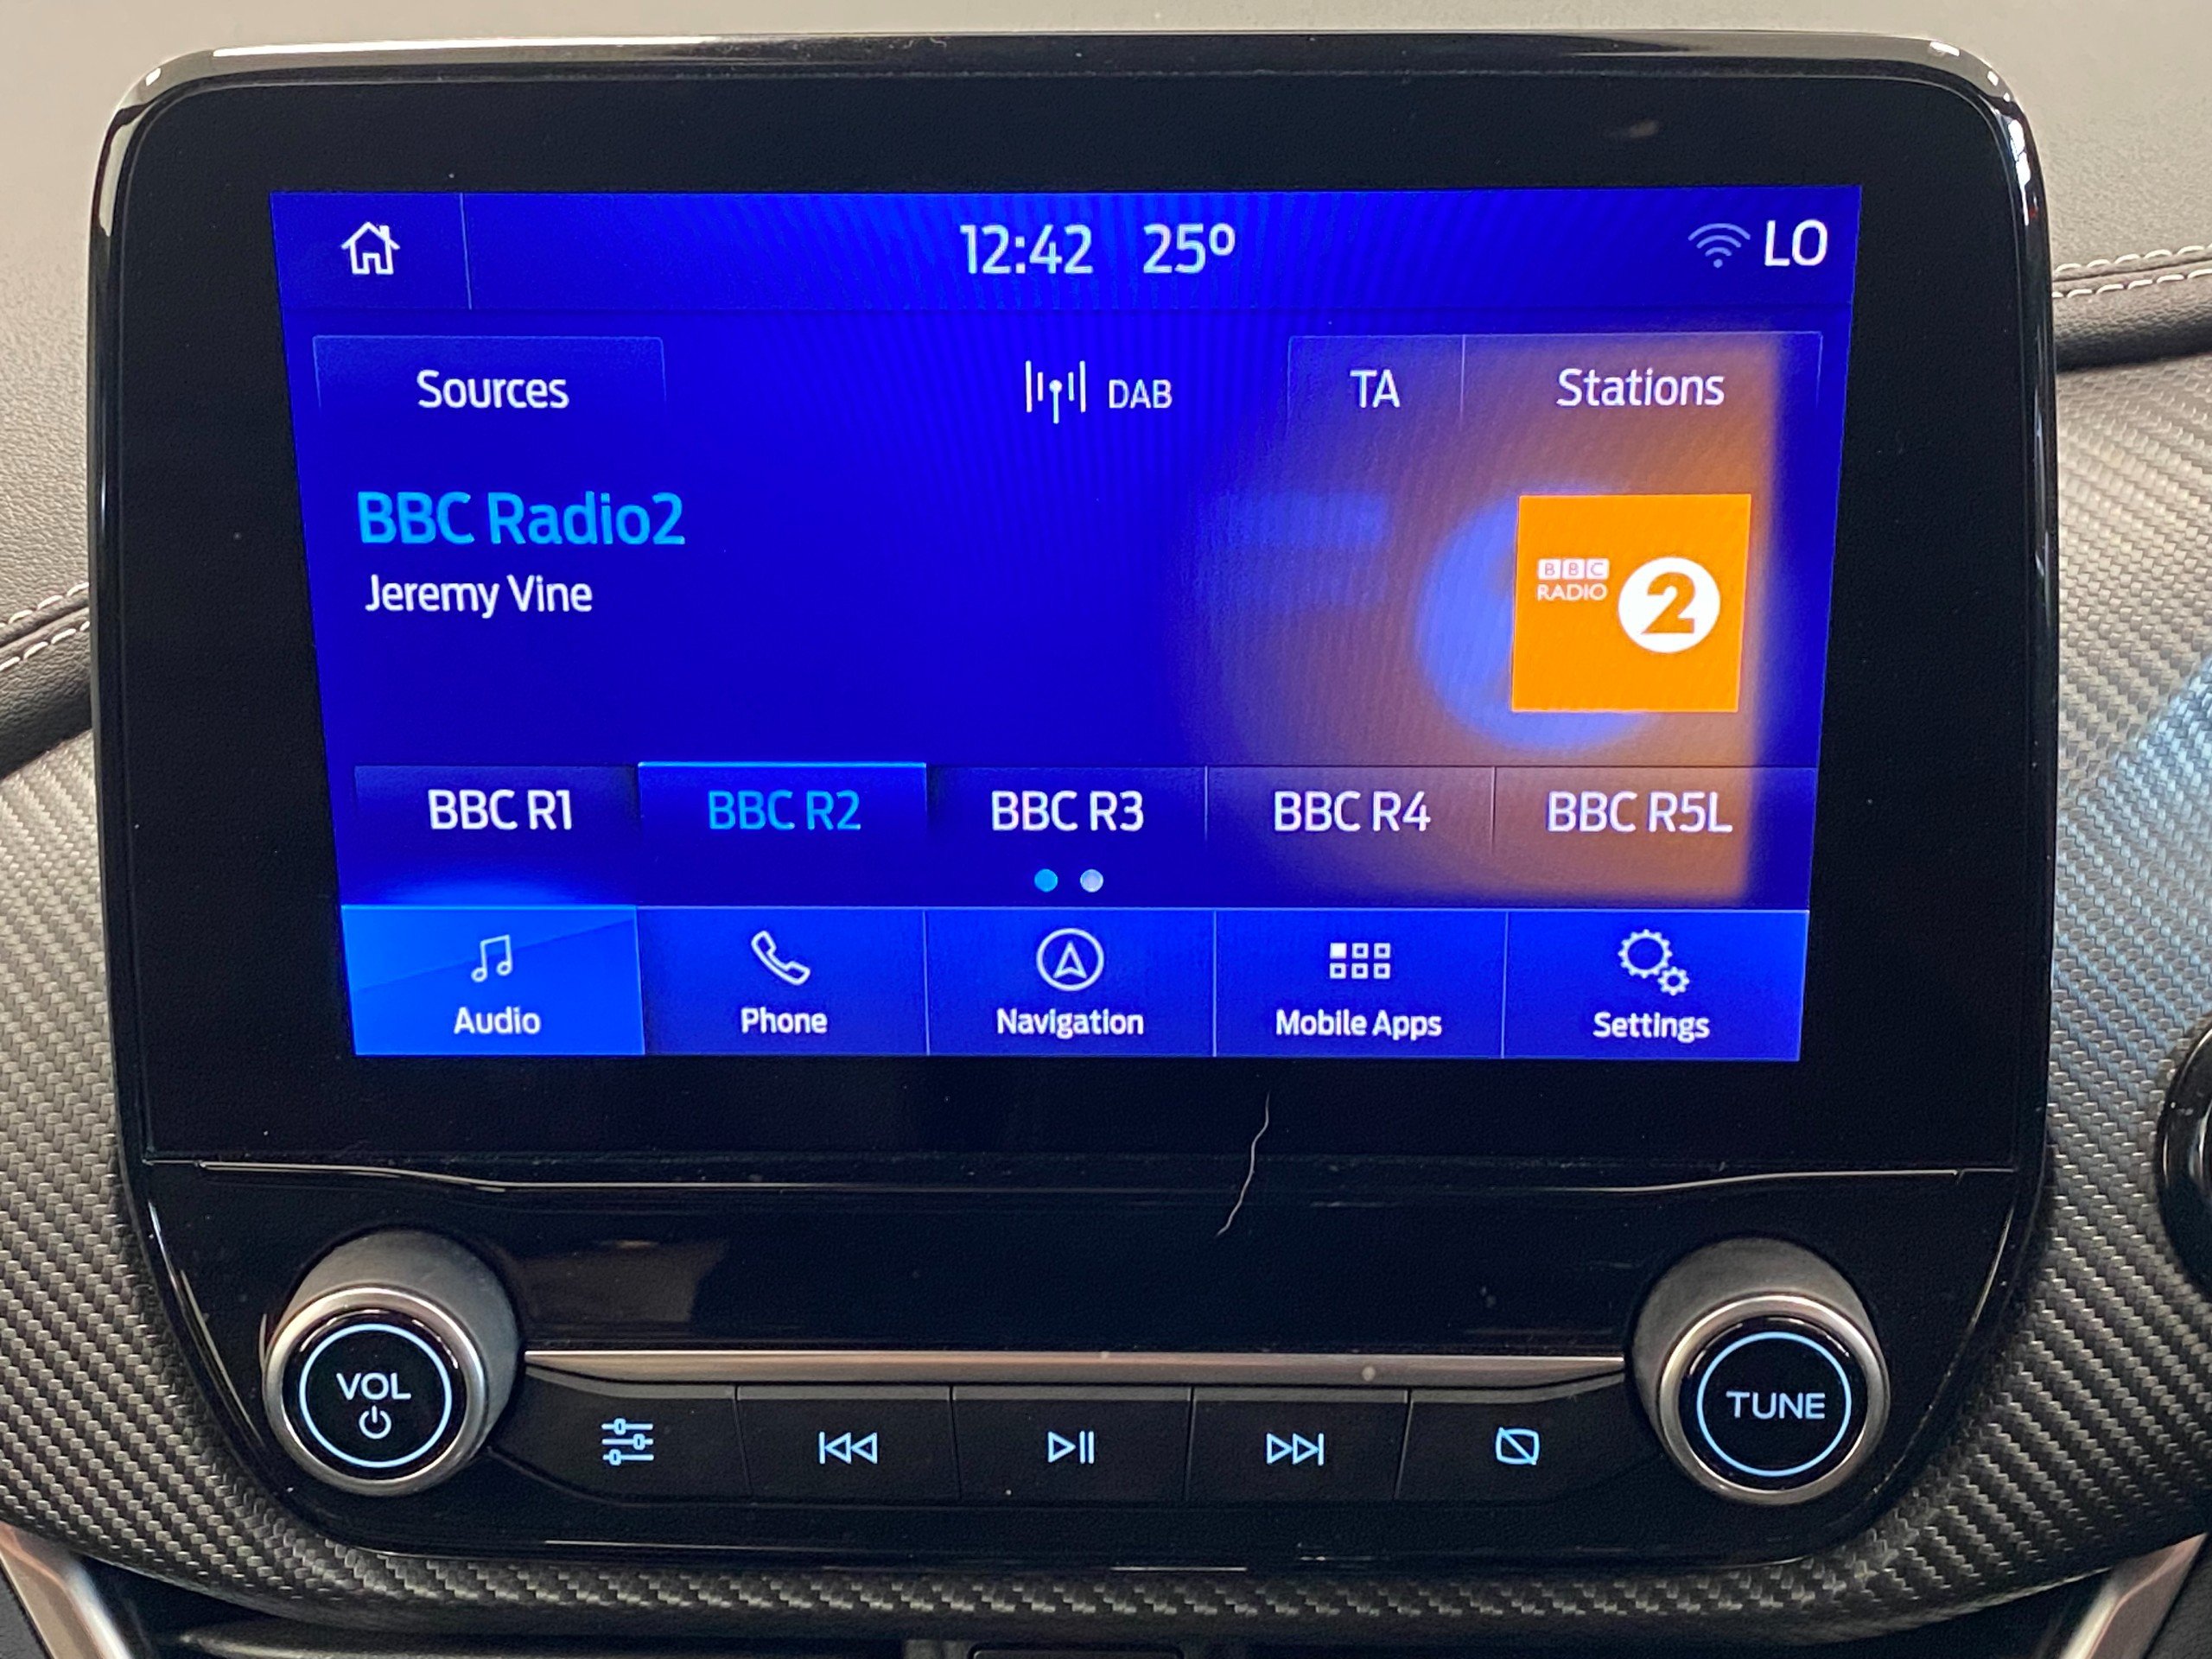 12:42 25º LO
Sources DAB TA Stations
BBC Radio2
Jeremy Vine
BBC
RADIO 2
BBC R1 BBC R2 BBC R3 BBC R4 BBC R5L
Audio Phone Navigation Mobile Apps Settings
VOL
TUNE